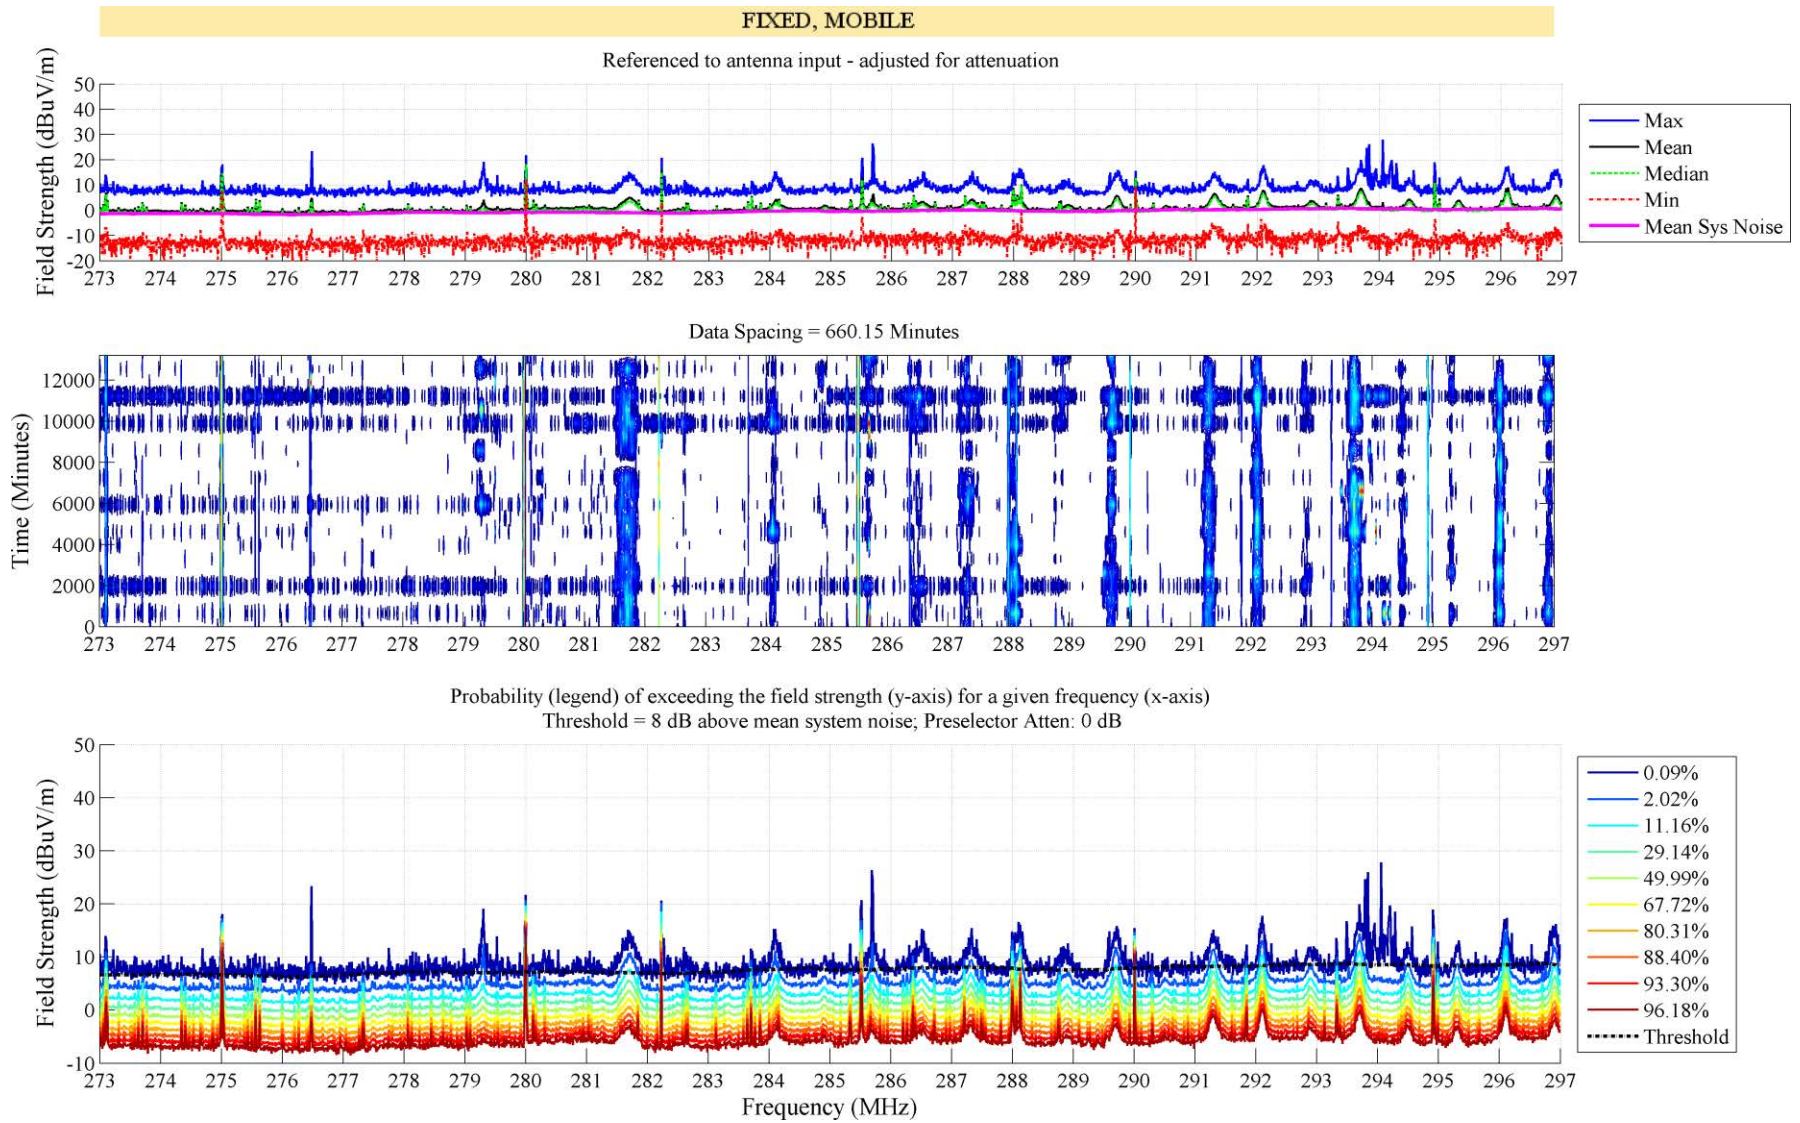 FIXED, MOBILE
Referenced to antenna input - adjusted for attenuation
Field Strength (dBuV/m)
50
40
30
20
10
0
-10
-20
273 274 275 276 277 278 279 280 281 282 283 284 285 286 287 288 289 290 291 292 293 294 295 296 297
Max
Mean
Median
Min
Mean Sys Noise
Data Spacing = 660.15 Minutes
Time (Minutes)
12000
10000
8000
6000
4000
2000
0
273 274 275 276 277 278 279 280 281 282 283 284 285 286 287 288 289 290 291 292 293 294 295 296 297
Probability (legend) of exceeding the field strength (y-axis) for a given frequency (x-axis)
Threshold = 8 dB above mean system noise; Preselector Atten: 0 dB
Field Strength (dBuV/m)
50
40
30
20
10
0
-10
273 274 275 276 277 278 279 280 281 282 283 284 285 286 287 288 289 290 291 292 293 294 295 296 297
Frequency (MHz)
0.09%
2.02%
11.16%
29.14%
49.99%
67.72%
80.31%
88.40%
93.30%
96.18%
Threshold